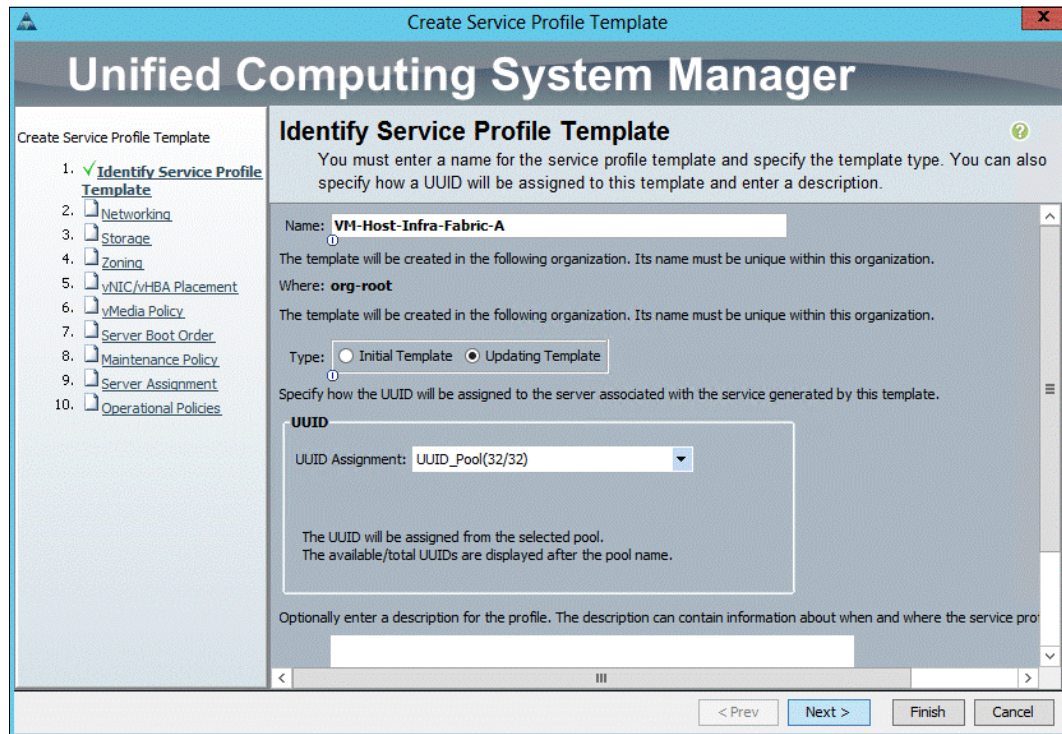 Create Service Profile Template
x
Unified Computing System Manager
Create Service Profile Template
1. Identify Service Profile
Template
2. Networking
3. Storage
4. Zoning
5. vNIC/vHBA Placement
6. vMedia Policy
7. Server Boot Order
8. Maintenance Policy
9. Server Assignment
10. Operational Policies
Identify Service Profile Template
?
You must enter a name for the service profile template and specify the template type. You can also
specify how a UUID will be assigned to this template and enter a description.
Name: VM-Host-Infra-Fabric-A
The template will be created in the following organization. Its name must be unique within this organization.
Where: org-root
The template will be created in the following organization. Its name must be unique within this organization.
Type: Initial Template Updating Template
Specify how the UUID will be assigned to the server associated with the service generated by this template.
UUID
UUID Assignment: UUID_Pool(32/32)
The UUID will be assigned from the selected pool.
The available/total UUIDs are displayed after the pool name.
Optionally enter a description for the profile. The description can contain information about when and where the service pro
< Prev Next > Finish Cancel